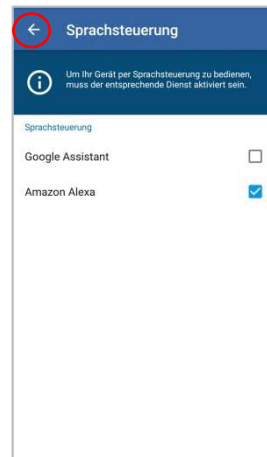 Sprachsteuerung
Um Ihr Gerät per Sprachsteuerung zu bedienen,
muss der entsprechende Dienst aktiviert sein.
Sprachsteuerung
Google Assistant
Amazon Alexa